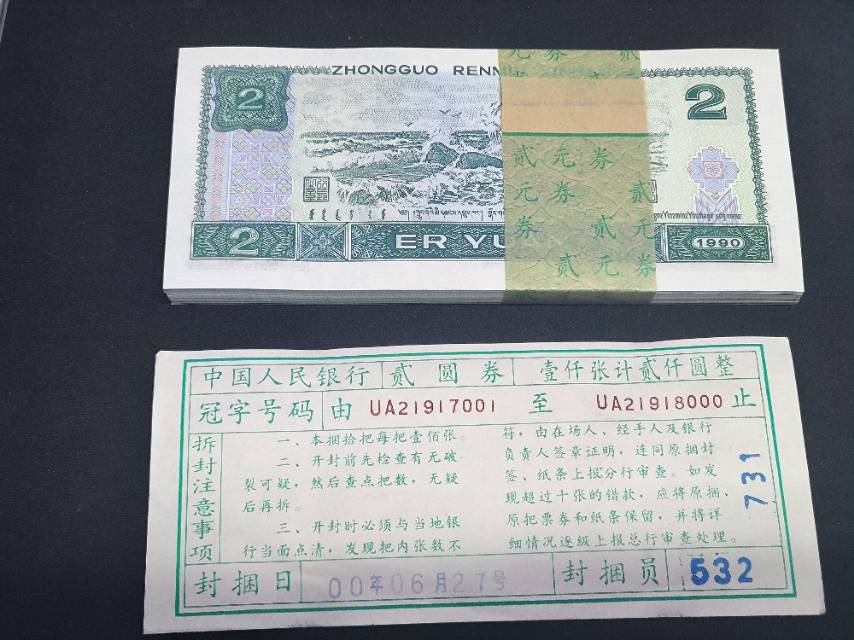 元 券 贰
ZHONGGUO RENM
2
2
贰 元 券
元 券 贰
券 贰 元
贰 元 券
2 ER YU 1990
中国人民银行 贰圆券 壹仟张计贰仟圆整
冠字号码 由 UA21917001 至 UA21918000 止
拆封注意事项
一、本捆拾把每把壹佰张。
二、开封前先检查有无破
裂可疑，然后查点把数，无疑
后再拆。
三、开封时必须与当地银
行当面点清，发现把内张数不
符，由在场人、经手人及银行
负责人签章证明，连同原捆封
签、纸条上报分行审查。如发
现超过十张的错款，应将原捆、
原把票券和纸条保留，并将详
细情况逐级上报总行审查处理。
731
封捆日 00年06月27号 封捆员 532